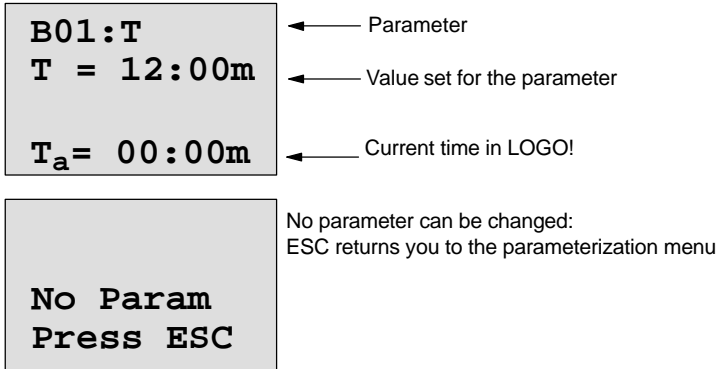 B01:T
Parameter
T = 12:00m
Value set for the parameter
Ta= 00:00m
Current time in LOGO!
No parameter can be changed:
ESC returns you to the parameterization menu
No Param
Press ESC